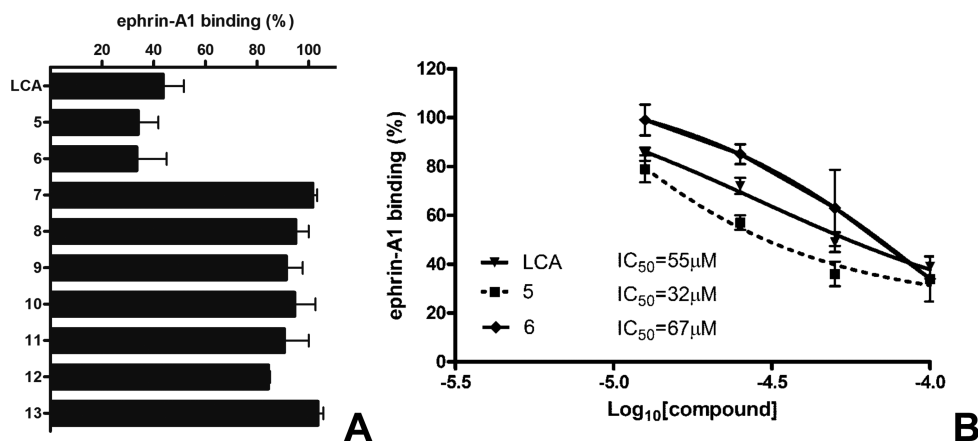 ephrin-A1 binding (%)
20 40 60 80 100
LCA
5
6
7
8
9
10
11
12
13
A
ephrin-A1 binding (%)
120
100
80
60
40
20
0
LCA IC50=55μM
5 IC50=32μM
6 IC50=67μM
-5.5 -5.0 -4.5 -4.0
Log10[compound]
B